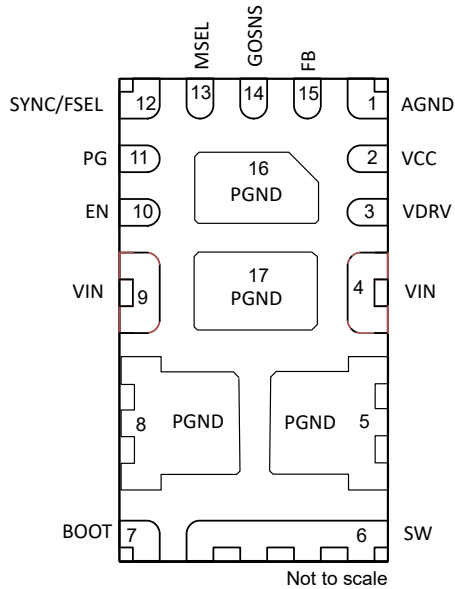 MSEL
GOSNS
FB
SYNC/FSEL 12 13 14 15 1 AGND
PG 11 2 VCC
16
PGND
EN 10 3 VDRV
17
PGND
VIN 9 4 VIN
8 PGND PGND 5
BOOT 7 6 SW
Not to scale